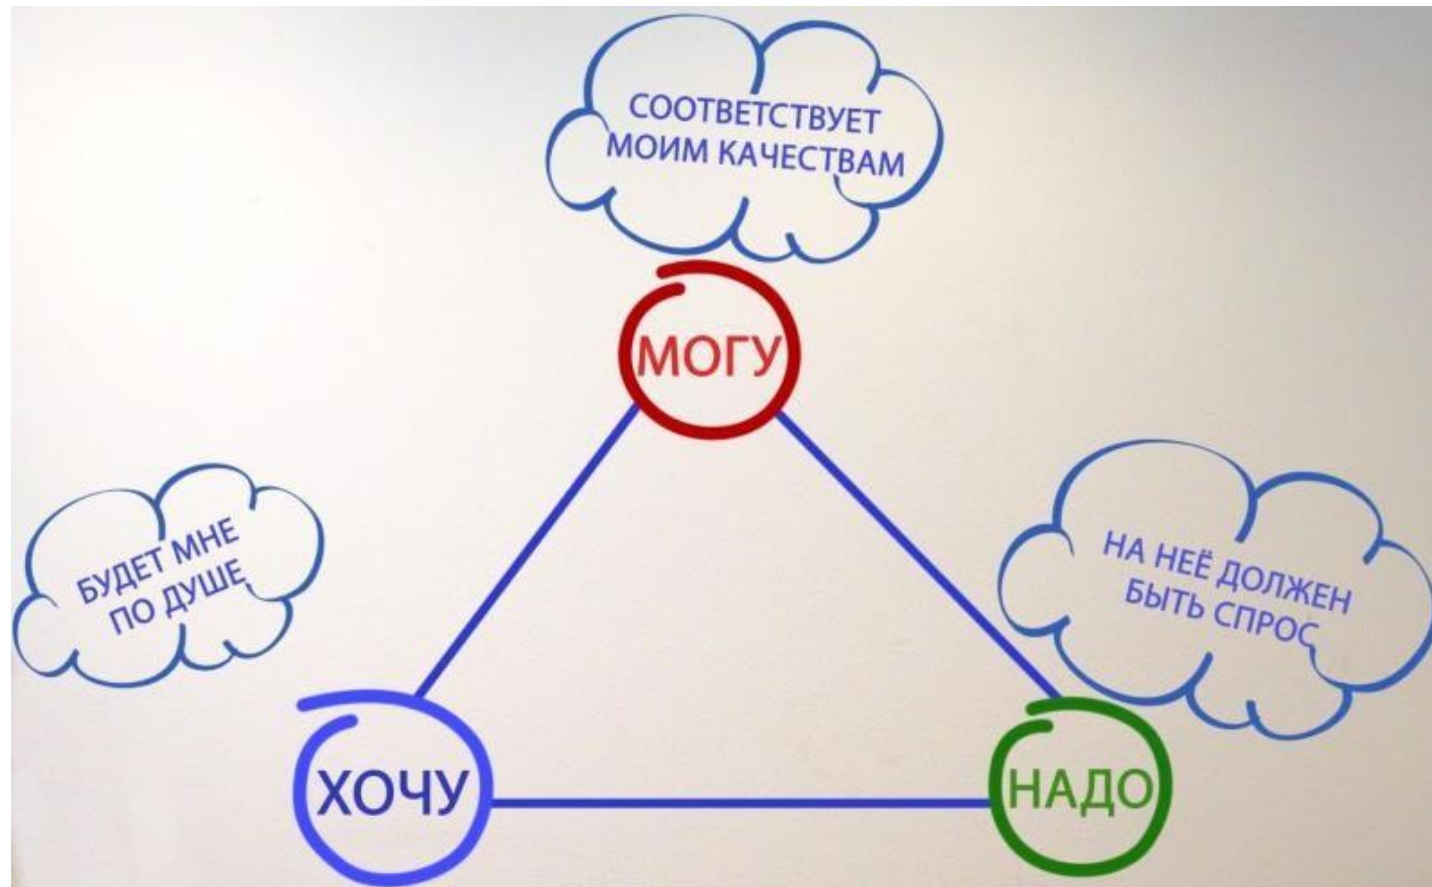 СООТВЕТСТВУЕТ
МОИМ КАЧЕСТВАМ
МОГУ
БУДЕТ МНЕ
ПО ДУШЕ
НА НЕЁ ДОЛЖЕН
БЫТЬ СПРОС
ХОЧУ
НАДО